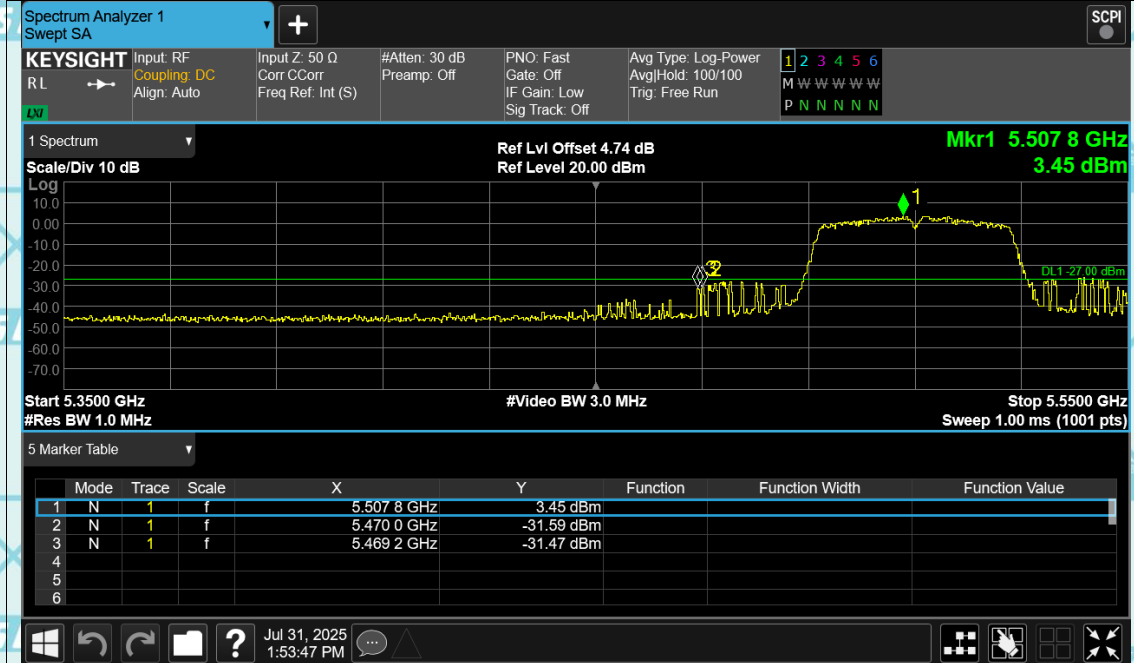 Spectrum Analyzer 1
Swept SA
+
SCPI
KEYSIGHT
RL
LXI
Input: RF
Coupling: DC
Align: Auto
Input Z: 50 Ω
Corr CCorr
Freq Ref: Int (S)
#Atten: 30 dB
Preamp: Off
PNO: Fast
Gate: Off
IF Gain: Low
Sig Track: Off
Avg Type: Log-Power
Avg|Hold: 100/100
Trig: Free Run
1 2 3 4 5 6
M W W W W W
P N N N N N
1 Spectrum
Scale/Div 10 dB
Ref Lvl Offset 4.74 dB
Ref Level 20.00 dBm
Mkr1 5.507 8 GHz
3.45 dBm
Log
10.0
0.00
-10.0
-20.0
-30.0
-40.0
-50.0
-60.0
-70.0
1
2
DL1 -27.00 dBm
Start 5.3500 GHz
#Res BW 1.0 MHz
#Video BW 3.0 MHz
Stop 5.5500 GHz
Sweep 1.00 ms (1001 pts)
5 Marker Table
Mode Trace Scale X Y Function Function Width Function Value
1 N 1 f 5.507 8 GHz 3.45 dBm
2 N 1 f 5.470 0 GHz -31.59 dBm
3 N 1 f 5.469 2 GHz -31.47 dBm
4
5
6
?
Jul 31, 2025
1:53:47 PM